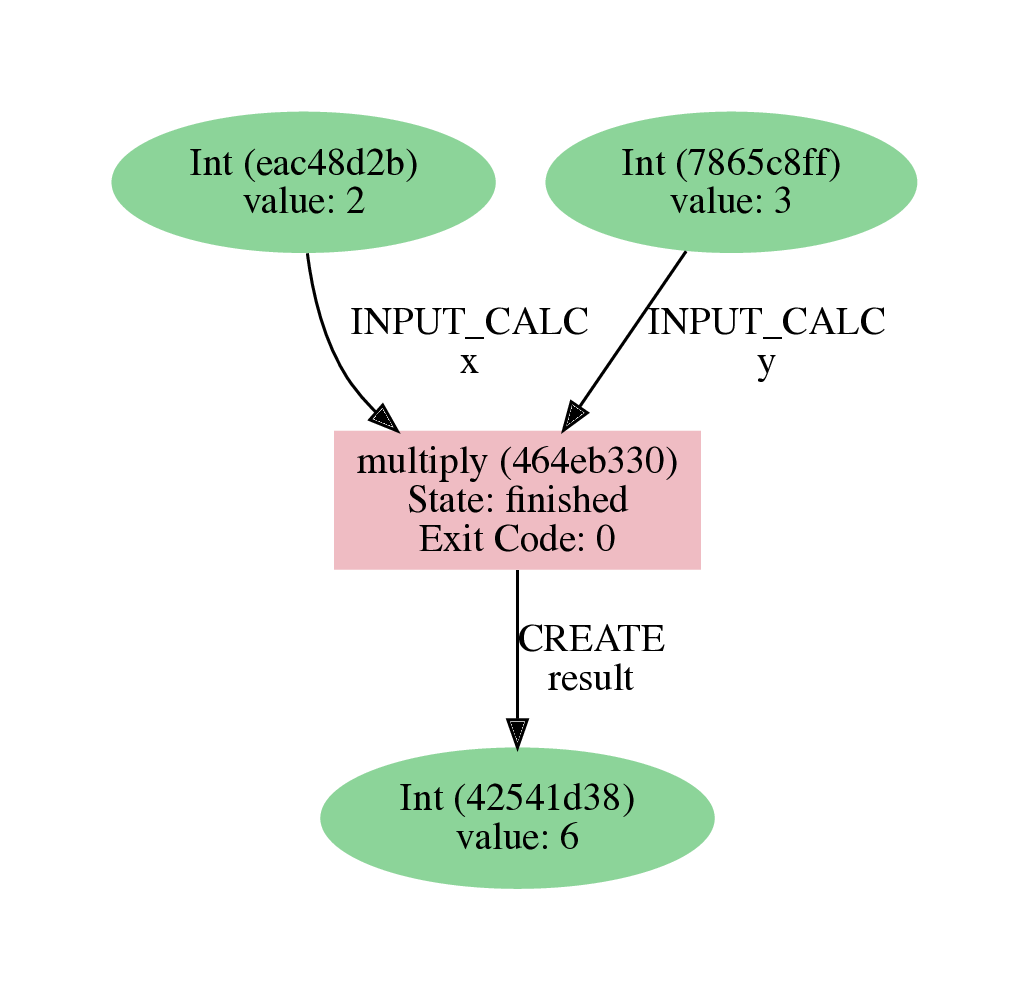 Int (eac48d2b)
value: 2
Int (7865c8ff)
value: 3
INPUT_CALC
x
INPUT_CALC
y
multiply (464eb330)
State: finished
Exit Code: 0
CREATE
result
Int (42541d38)
value: 6